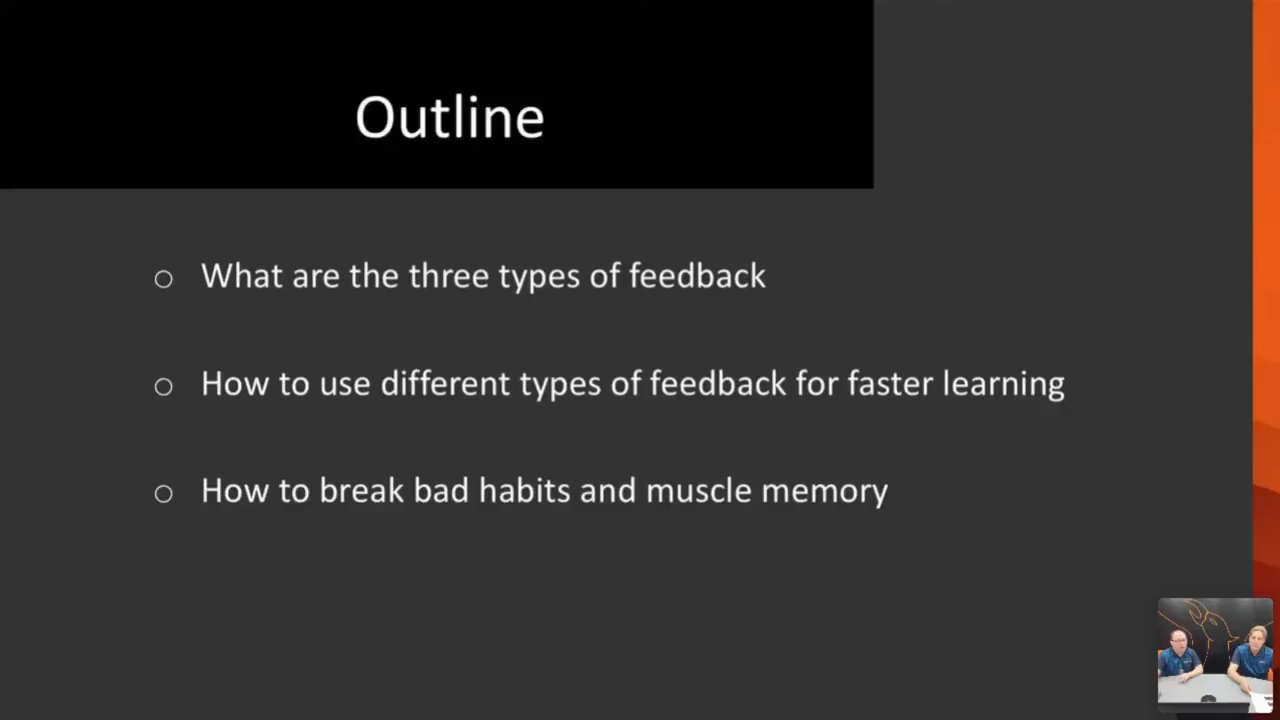 Outline
What are the three types of feedback
How to use different types of feedback for faster learning
How to break bad habits and muscle memory